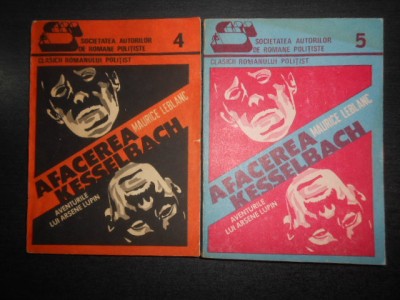 SOCIETATEA AUTORILOR
DE ROMANE POLIȚISTE
4
CLASICII ROMANULUI POLIȚIST
MAURICE LEBLANC
AFACEREA
KESSELBACH
AVENTURILE
LUI ARSENE LUPIN
SOCIETATEA AUTORILOR
DE ROMANE POLIȚISTE
5
CLASICII ROMANULUI POLIȚIST
MAURICE LEBLANC
AFACEREA
KESSELBACH
AVENTURILE
LUI ARSENE LUPIN